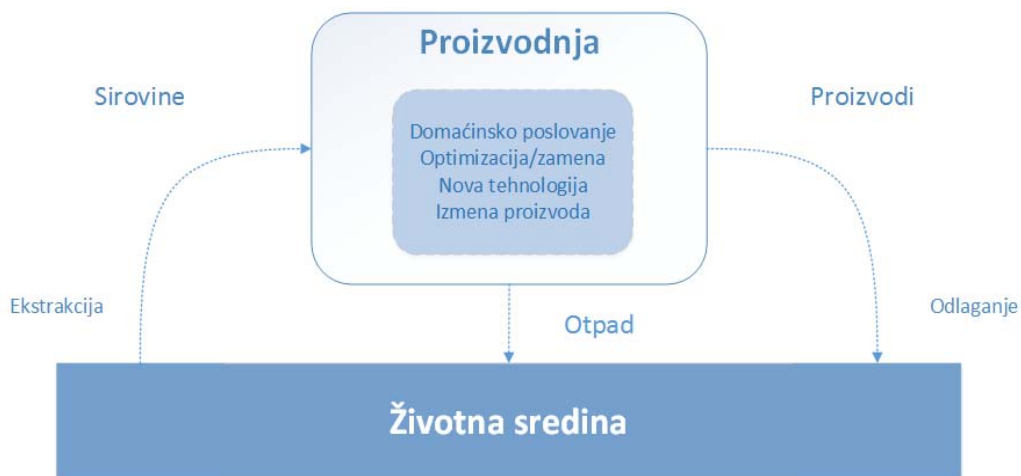 Proizvodnja
Sirovine
Proizvodi
Domaćinsko poslovanje
Optimizacija/zamena
Nova tehnologija
Izmena proizvoda
Ekstrakcija
Otpad
Odlaganje
Životna sredina